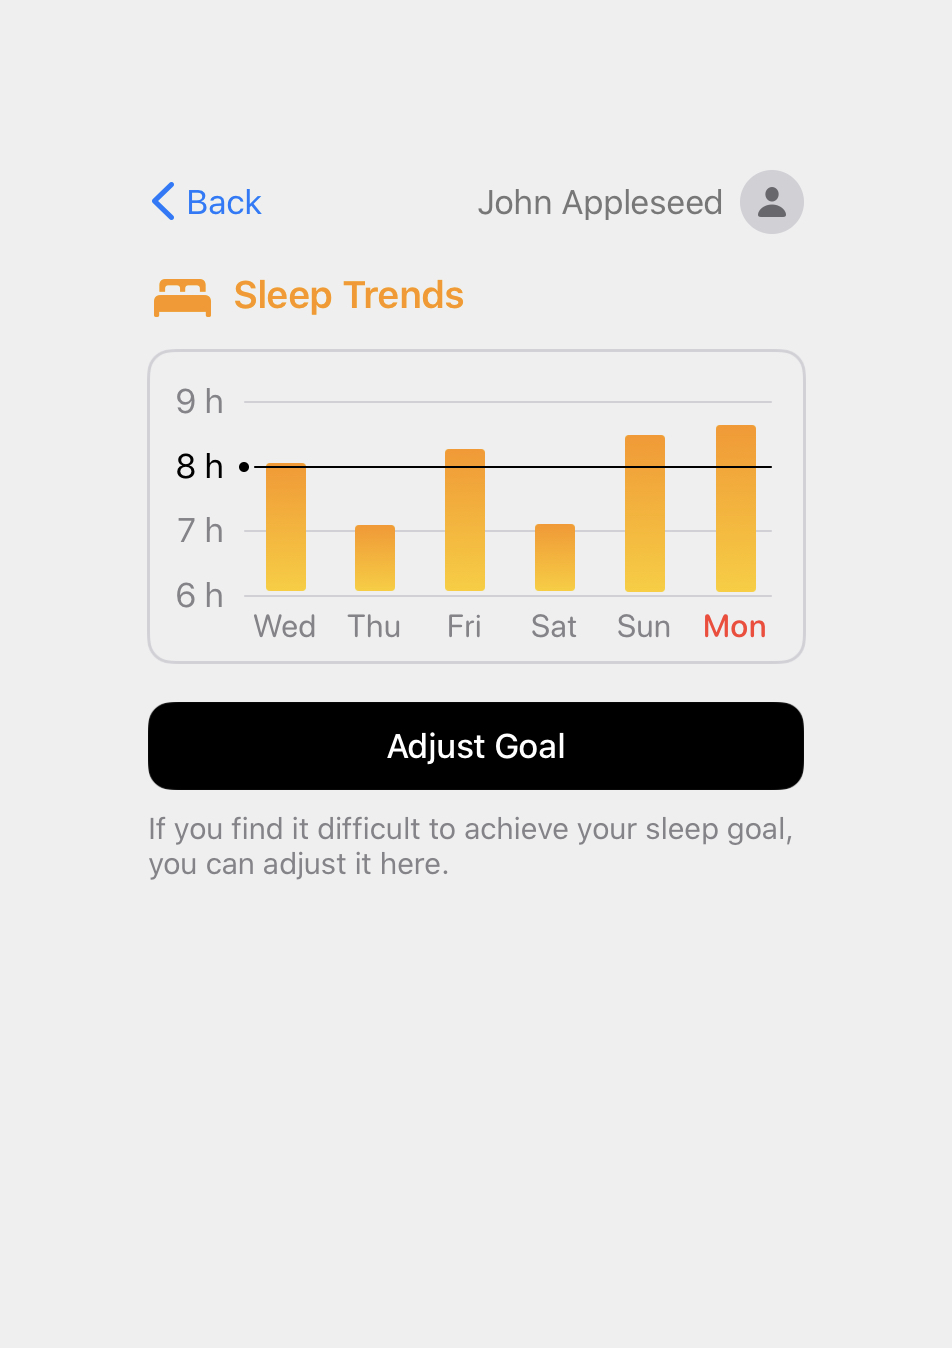 Back
John Appleseed
Sleep Trends
9 h
8 h
7 h
6 h
Wed Thu Fri Sat Sun Mon
Adjust Goal
If you find it difficult to achieve your sleep goal,
you can adjust it here.